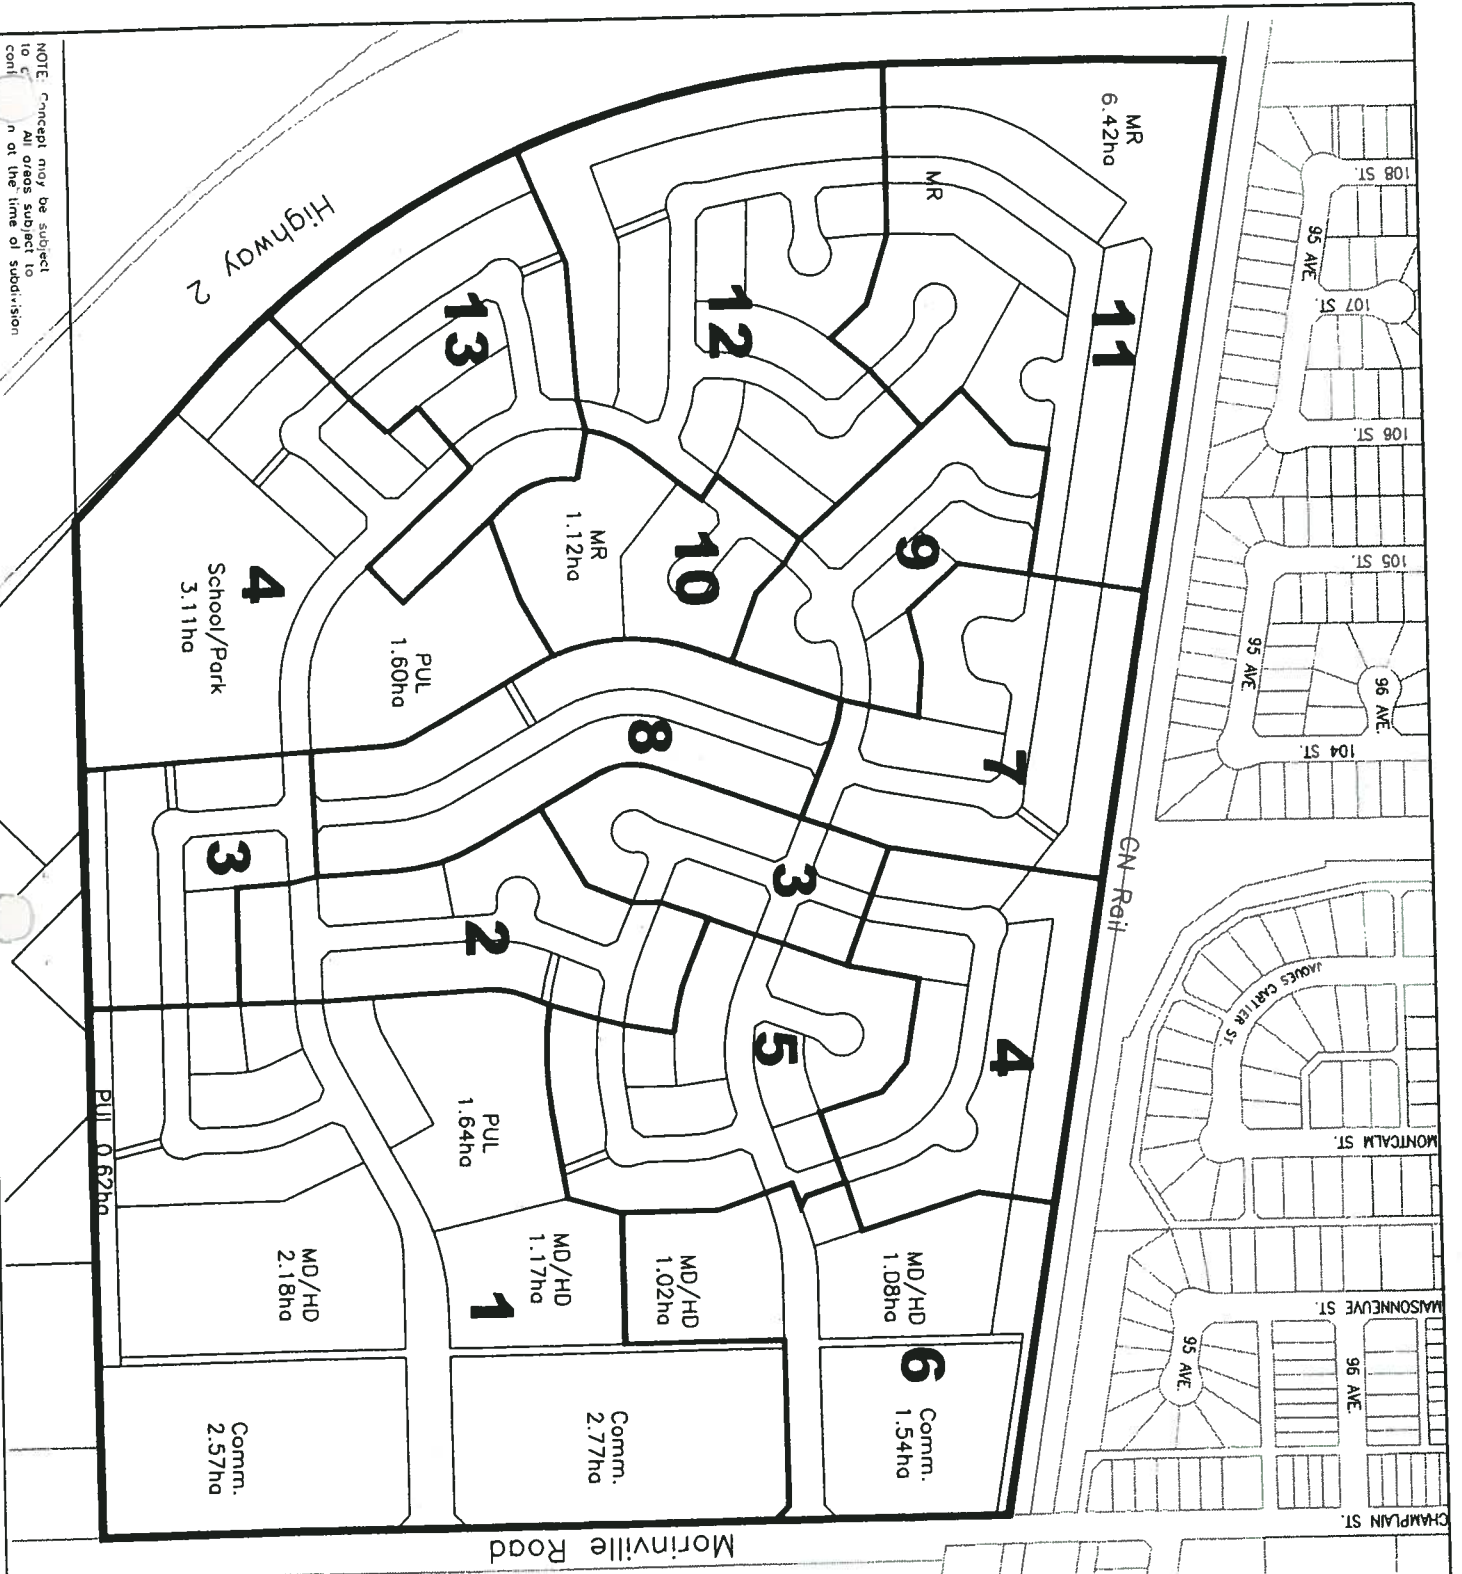 NOTE: Concept may be subject
to c All areas subject to
conf n at the time of subdivision
Highway 2
MR
6.42ha
MR
11
12
13
108 ST.
95 AVE.
107 ST.
106 ST.
105 ST.
95 AVE.
96 AVE.
104 ST.
9
10
MR
1.12ha
4
School/Park
3.11ha
PUL
1.60ha
8
7
CN Rail
3
3
2
5
4
JAQUES CARTIER ST.
MONTCALM ST.
MAISONNEUVE ST.
95 AVE.
96 AVE.
CHAMPLAIN ST.
PUL 0.62ha
PUL
1.64ha
MD/HD
2.18ha
MD/HD
1.17ha
1
MD/HD
1.02ha
MD/HD
1.08ha
6
Comm.
2.57ha
Comm.
2.77ha
Comm.
1.54ha
Morinville Road